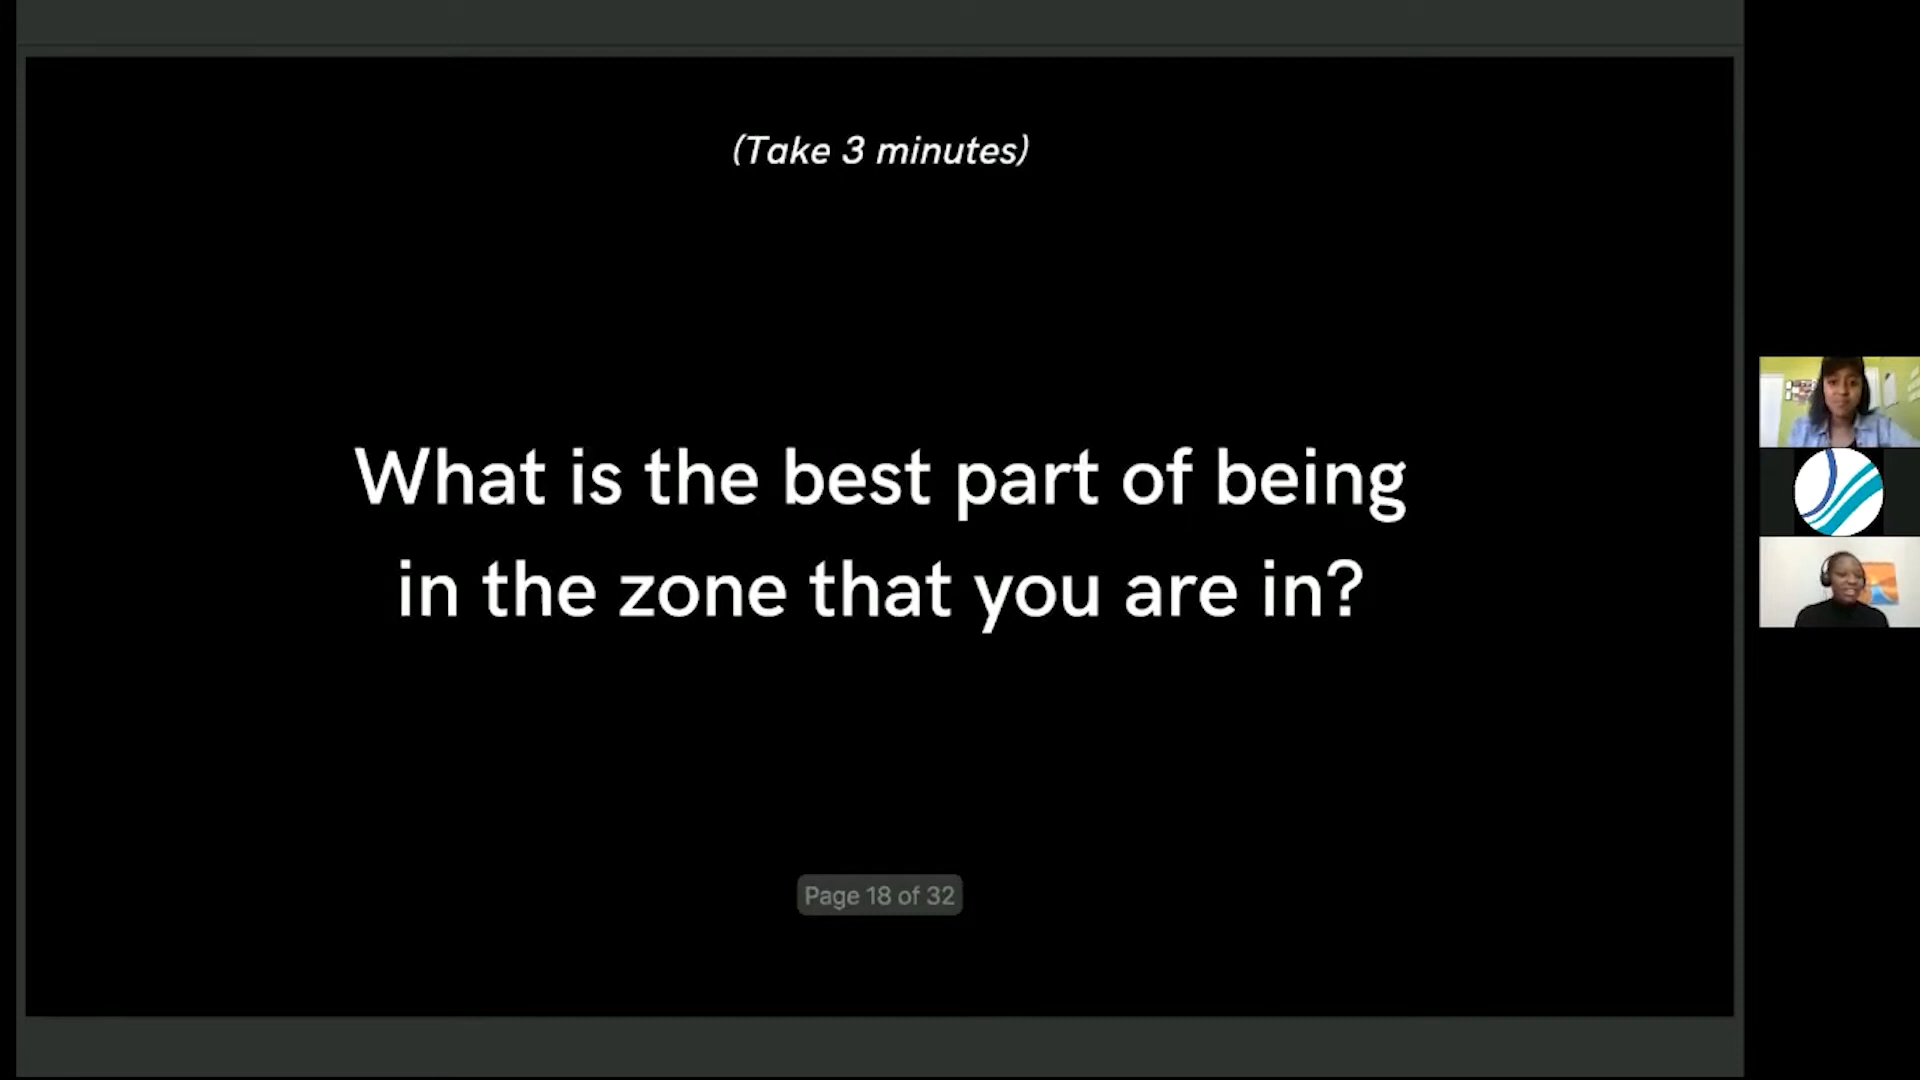 (Take 3 minutes)
What is the best part of being
in the zone that you are in?
Page 18 of 32